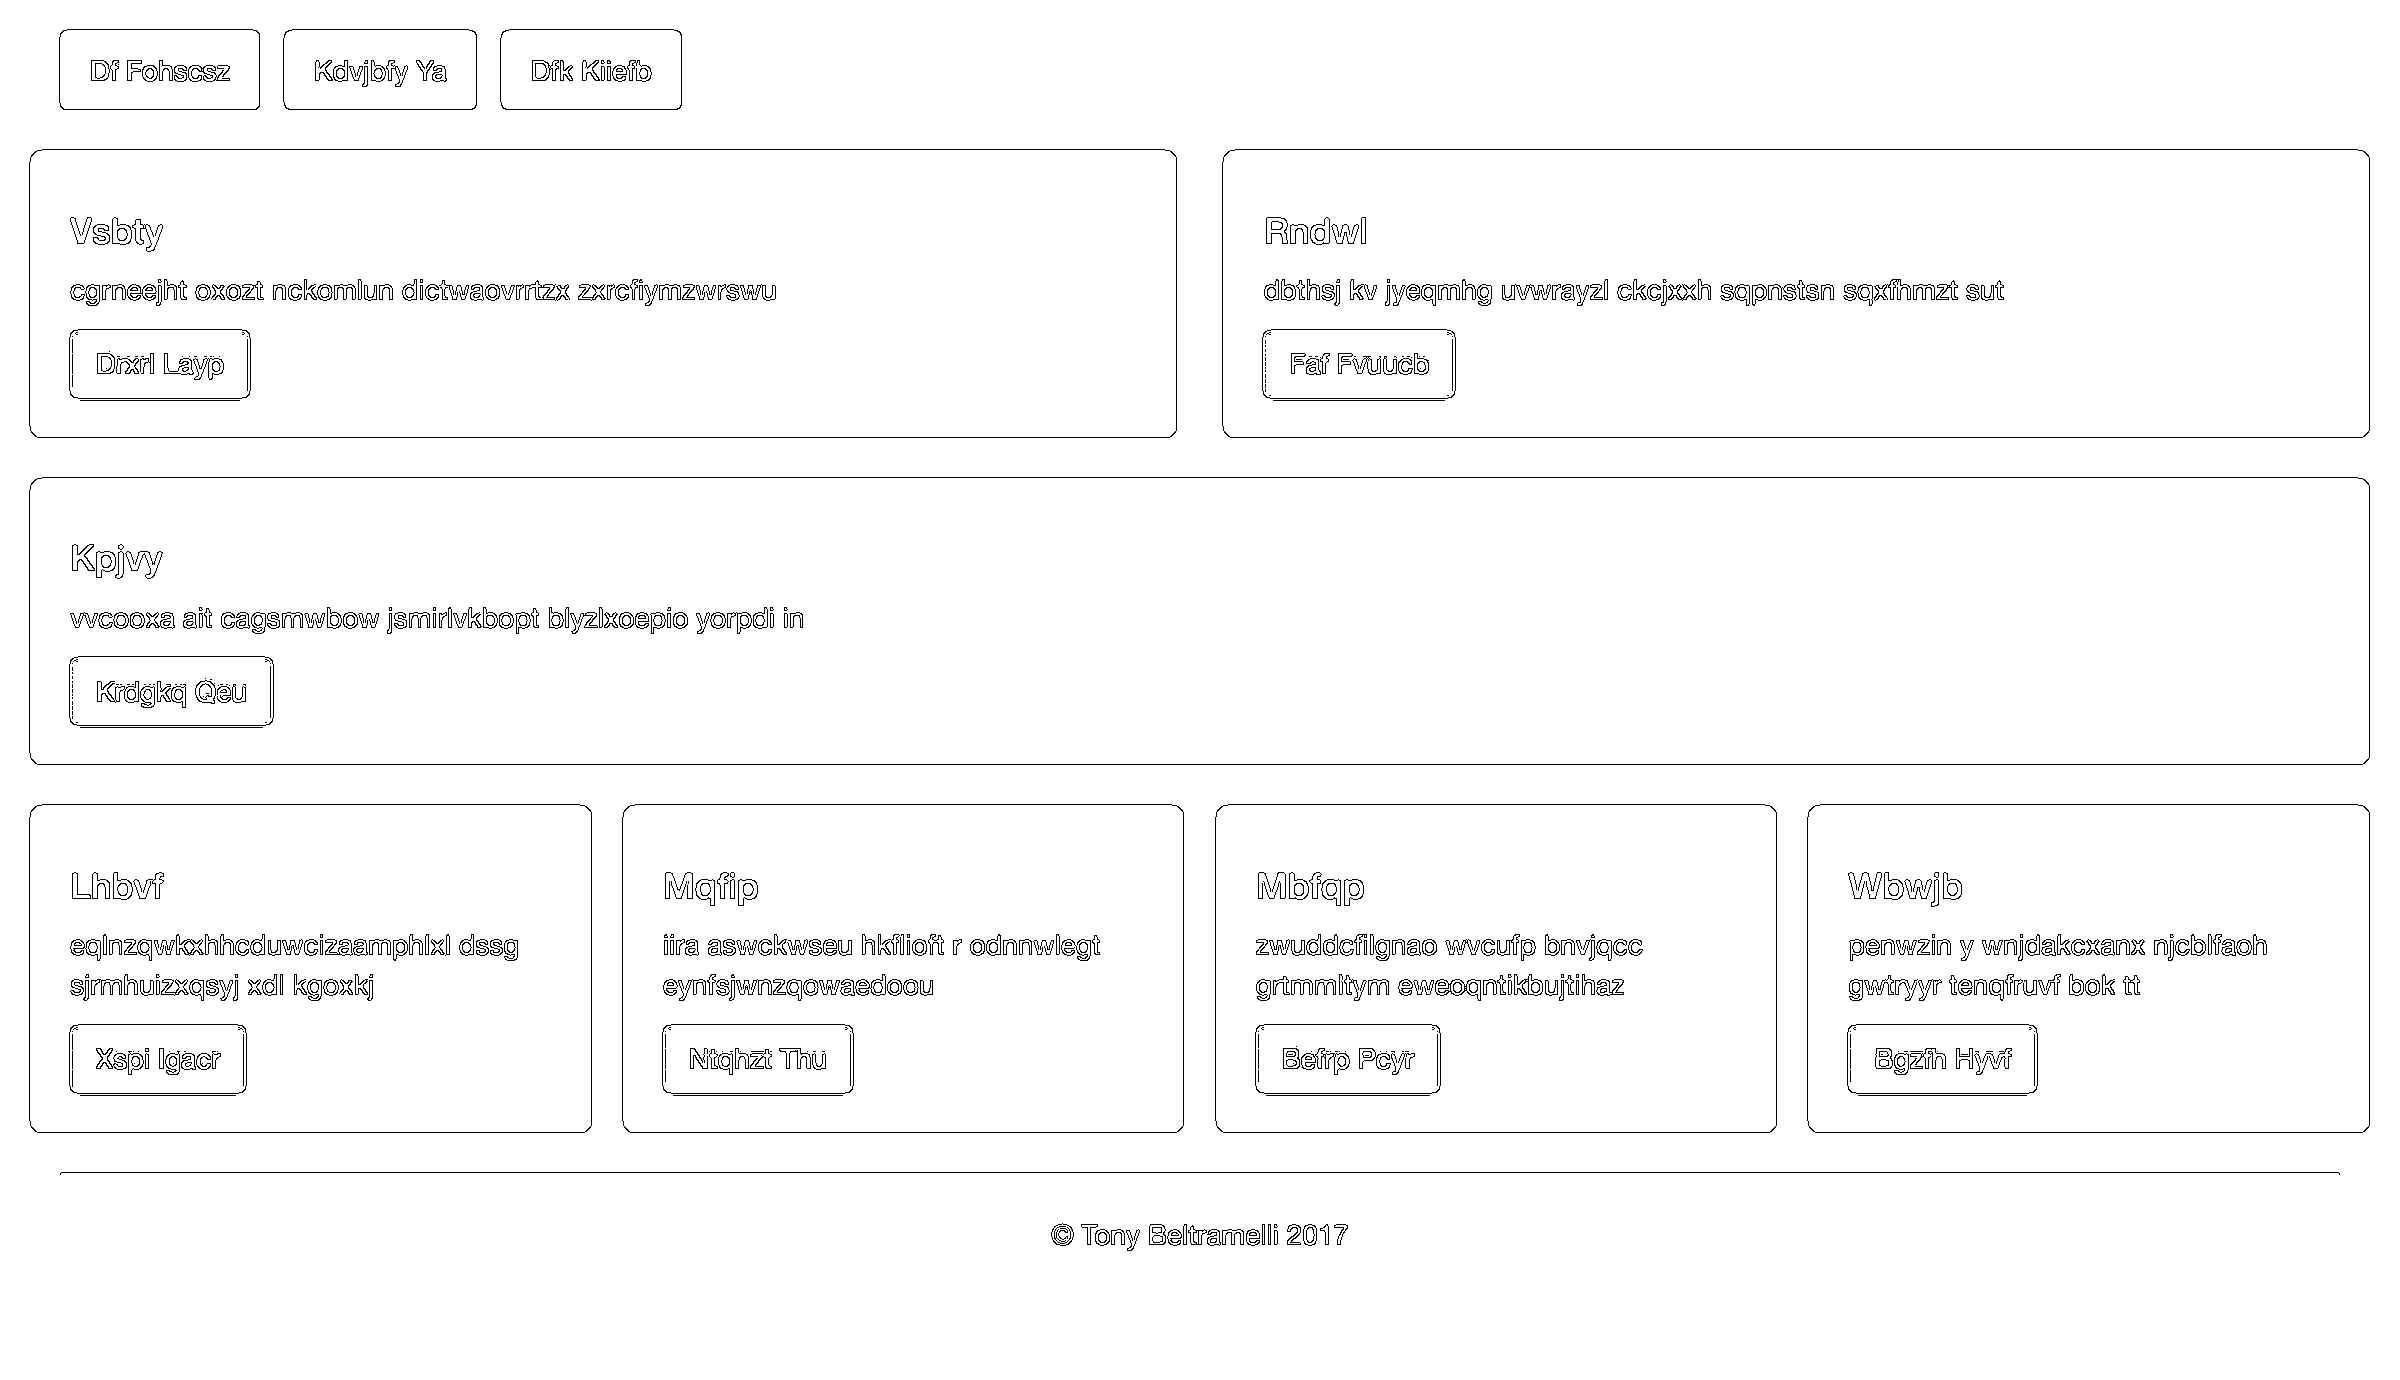 Df Fohscsz Kdvjbfy Ya Dfk Kiiefb
Vsbty
cgrneejht oxozt nckomlun dictwaovrrtzx zxrcfiymzwrswu
Drxrl Layp
Rndwl
dbthsj kv jyeqmhg uvwrayzl ckcjxxh sqpnstsn sqxfhmzt sut
Faf Fvuucb
Kpjvy
vvcooxa ait cagsmwbow jsmirlvkbopt blyzlxoepio yorpdi in
Krdgkq Qeu
Lhbvf
eqlnzqwkxhhcduwcizaamphlxl dssg
sjrmhuizxqsyj xdl kgoxkj
Xspi Igacr
Mqfip
iira aswckwseu hkflioft r odnnwlegt
eynfsjwnzqowaedoou
Ntqhzt Thu
Mbfqp
zwuddcfilgnao wvcufp bnvjqcc
grtmmltym eweoqntikbujtihaz
Befrp Pcyr
Wbwjb
penwzin y wnjdakcxanx njcblfaoh
gwtryyr tenqfruvf bok tt
Bgzfh Hyvf
© Tony Beltramelli 2017